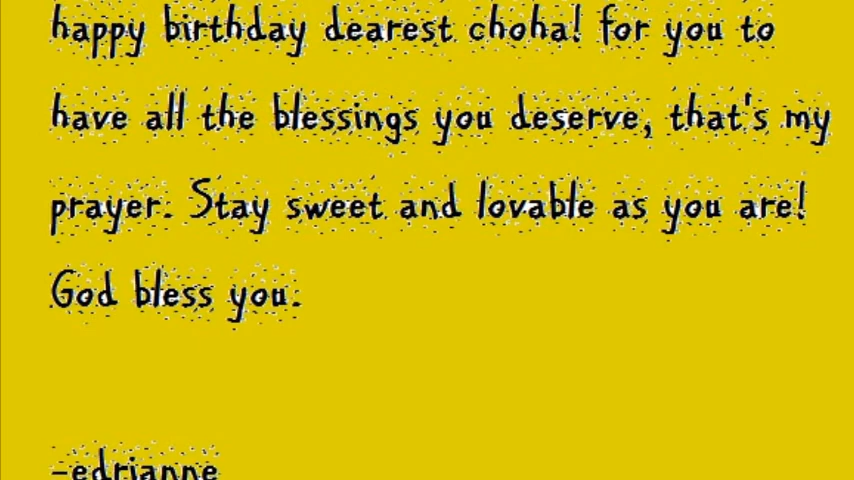 happy birthday dearest choha! for you to
have all the blessings you deserve, that's my
prayer. Stay sweet and lovable as you are!
God bless you.
-edrianne